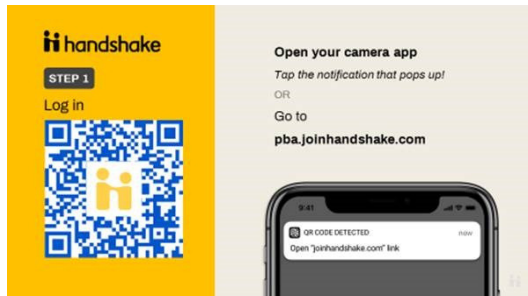 handshake
STEP 1
Log in
Open your camera app
Tap the notification that pops up!
OR
Go to
pba.joinhandshake.com
9:41
QR CODE DETECTED
now
Open "joinhandshake.com" link